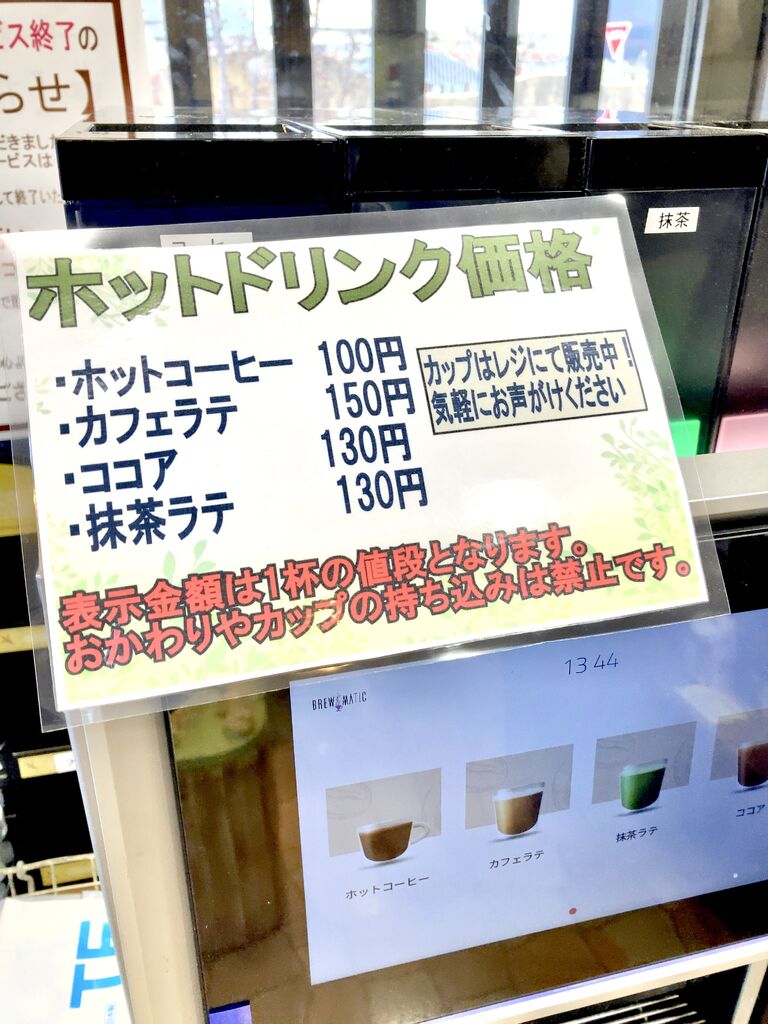 ス終了の
らせ】
抹茶
ホットドリンク価格
・ホットコーヒー 100円
・カフェラテ 150円
・ココア 130円
・抹茶ラテ 130円
カップはレジにて販売中！
気軽にお声がけください
表示金額は1杯の値段となります。
おかわりやカップの持ち込みは禁止です。
13 44
BREWMATIC
ホットコーヒー
カフェラテ
抹茶ラテ
ココア